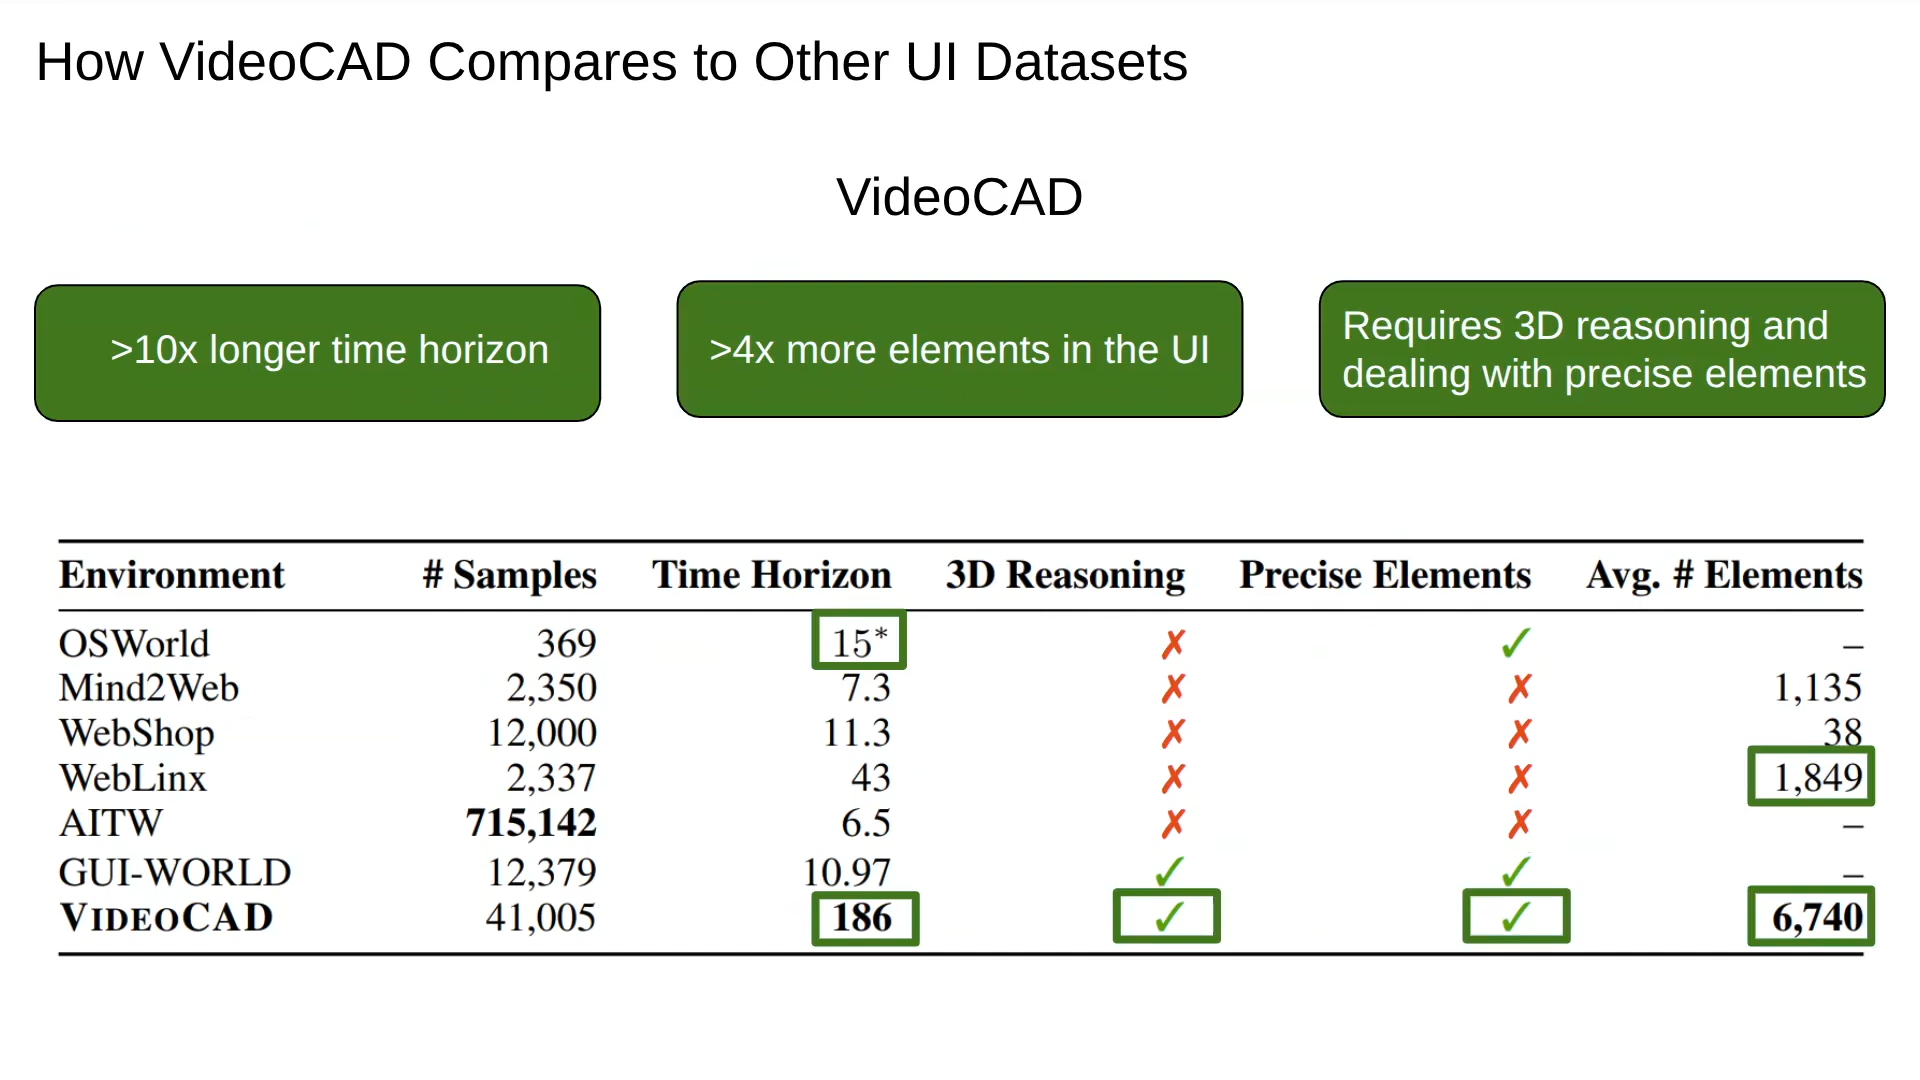 How VideoCAD Compares to Other UI Datasets
VideoCAD
>10x longer time horizon
>4x more elements in the UI
Requires 3D reasoning and
dealing with precise elements
Environment # Samples Time Horizon 3D Reasoning Precise Elements Avg. # Elements
OSWorld 369 15* ✗ ✓ –
Mind2Web 2,350 7.3 ✗ ✗ 1,135
WebShop 12,000 11.3 ✗ ✗ 38
WebLinx 2,337 43 ✗ ✗ 1,849
AITW 715,142 6.5 ✗ ✗ –
GUI-WORLD 12,379 10.97 ✓ ✓ –
VIDEOCAD 41,005 186 ✓ ✓ 6,740